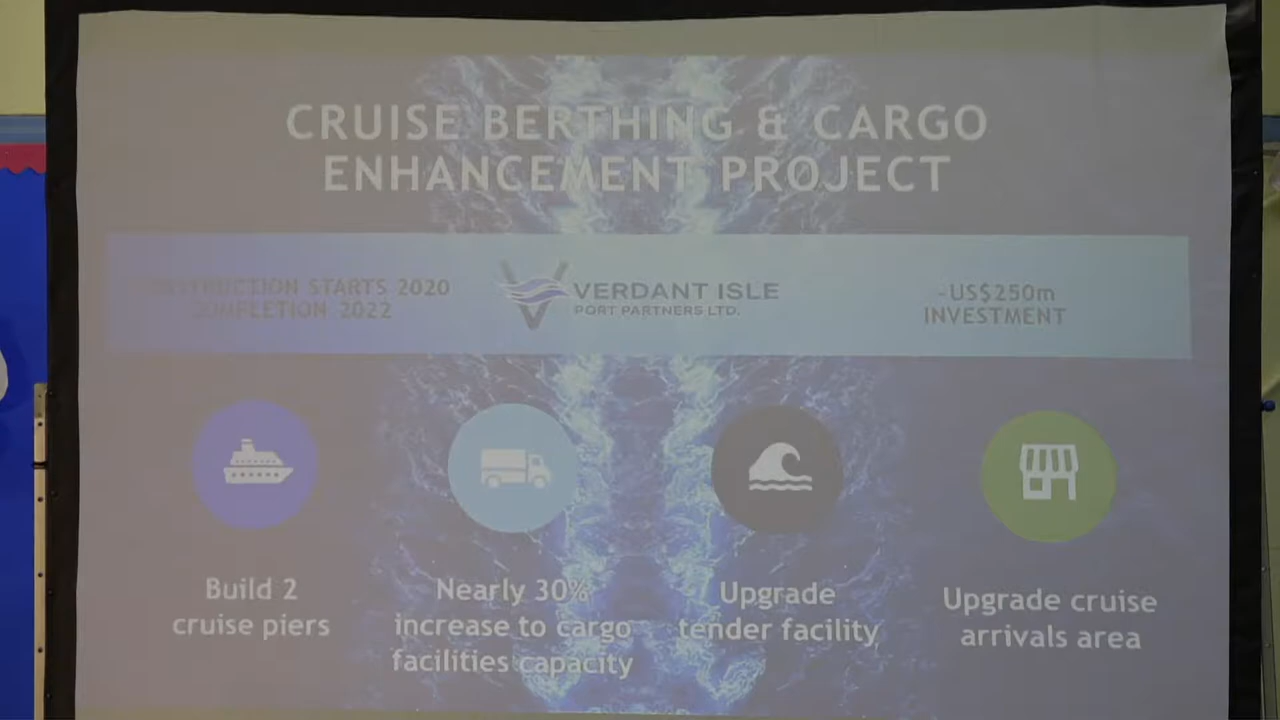 CRUISE BERTHING & CARGO
ENHANCEMENT PROJECT
STARTS 2020
COMPLETION 2022
VERDANT ISLE
PORT PARTNERS LTD.
~US$250m
INVESTMENT
Build 2
cruise piers
Nearly 30%
increase to cargo
facilities capacity
Upgrade
tender facility
Upgrade cruise
arrivals area